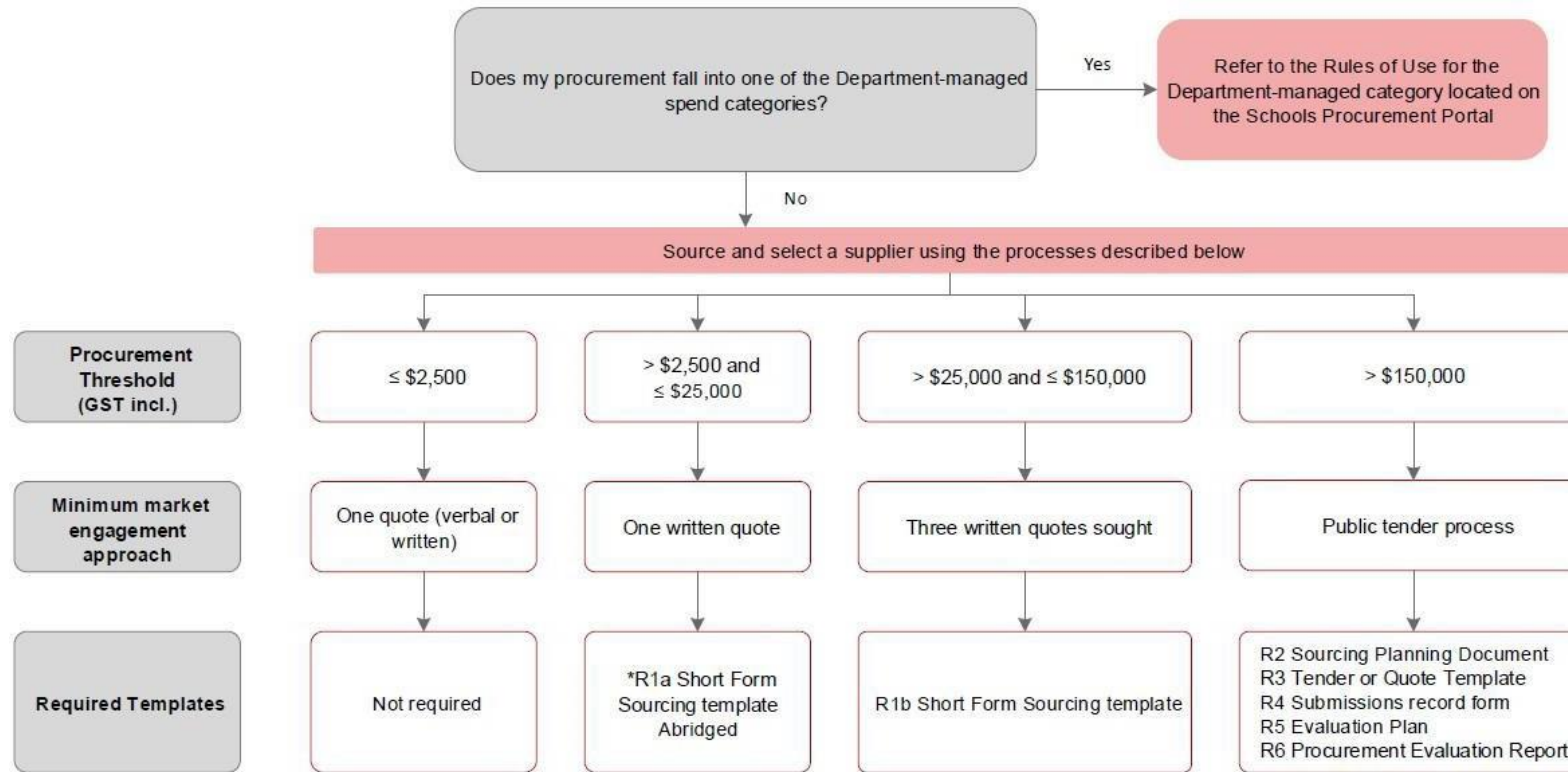 Does my procurement fall into one of the Department-managed
spend categories?
Yes
Refer to the Rules of Use for the
Department-managed category located on
the Schools Procurement Portal
No
Source and select a supplier using the processes described below
Procurement
Threshold
(GST incl.)
≤ $2,500
> $2,500 and
≤ $25,000
> $25,000 and ≤ $150,000
> $150,000
Minimum market
engagement
approach
One quote (verbal or
written)
One written quote
Three written quotes sought
Public tender process
Required Templates
Not required
*R1a Short Form
Sourcing template
Abridged
R1b Short Form Sourcing template
R2 Sourcing Planning Document
R3 Tender or Quote Template
R4 Submissions record form
R5 Evaluation Plan
R6 Procurement Evaluation Report